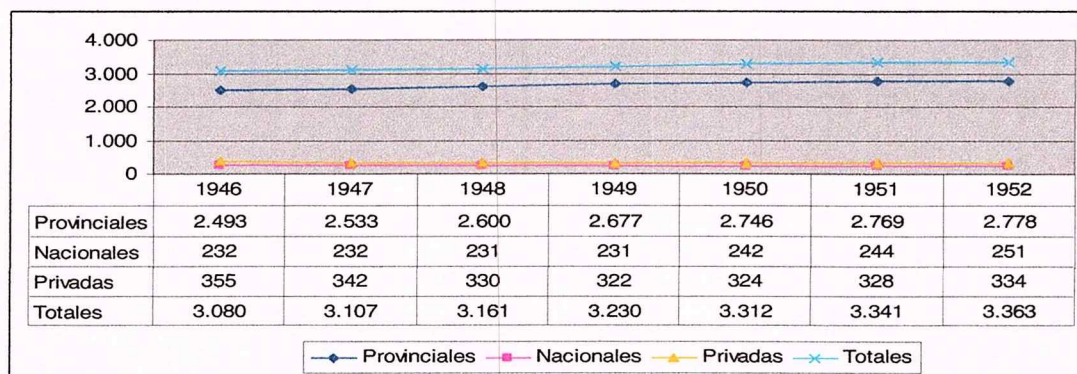 4.000
3.000
2.000
1.000
0
1946 1947 1948 1949 1950 1951 1952
Provinciales 2.493 2.533 2.600 2.677 2.746 2.769 2.778
Nacionales 232 232 231 231 242 244 251
Privadas 355 342 330 322 324 328 334
Totales 3.080 3.107 3.161 3.230 3.312 3.341 3.363
Provinciales Nacionales Privadas Totales